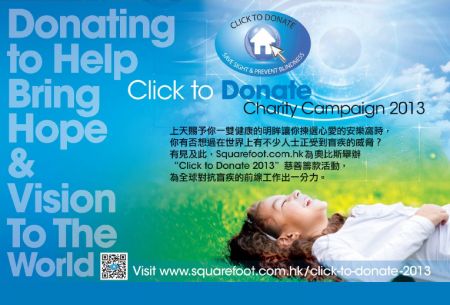 Donating
to Help
Bring
Hope
&
Vision
To The
World
CLICK TO DONATE
SAVE SIGHT & PREVENT BLINDNESS
Click to Donate
Charity Campaign 2013
上天賜予你一雙健康的明眸讓你揀選心愛的安樂窩時，
你有否想過在世界上有不少人士正受到盲疾的威脅？
有見及此，Squarefoot.com.hk為奧比斯舉辦
“Click to Donate 2013”慈善籌款活動，
為全球對抗盲疾的前線工作出一分力。
Visit www.squarefoot.com.hk/click-to-donate-2013